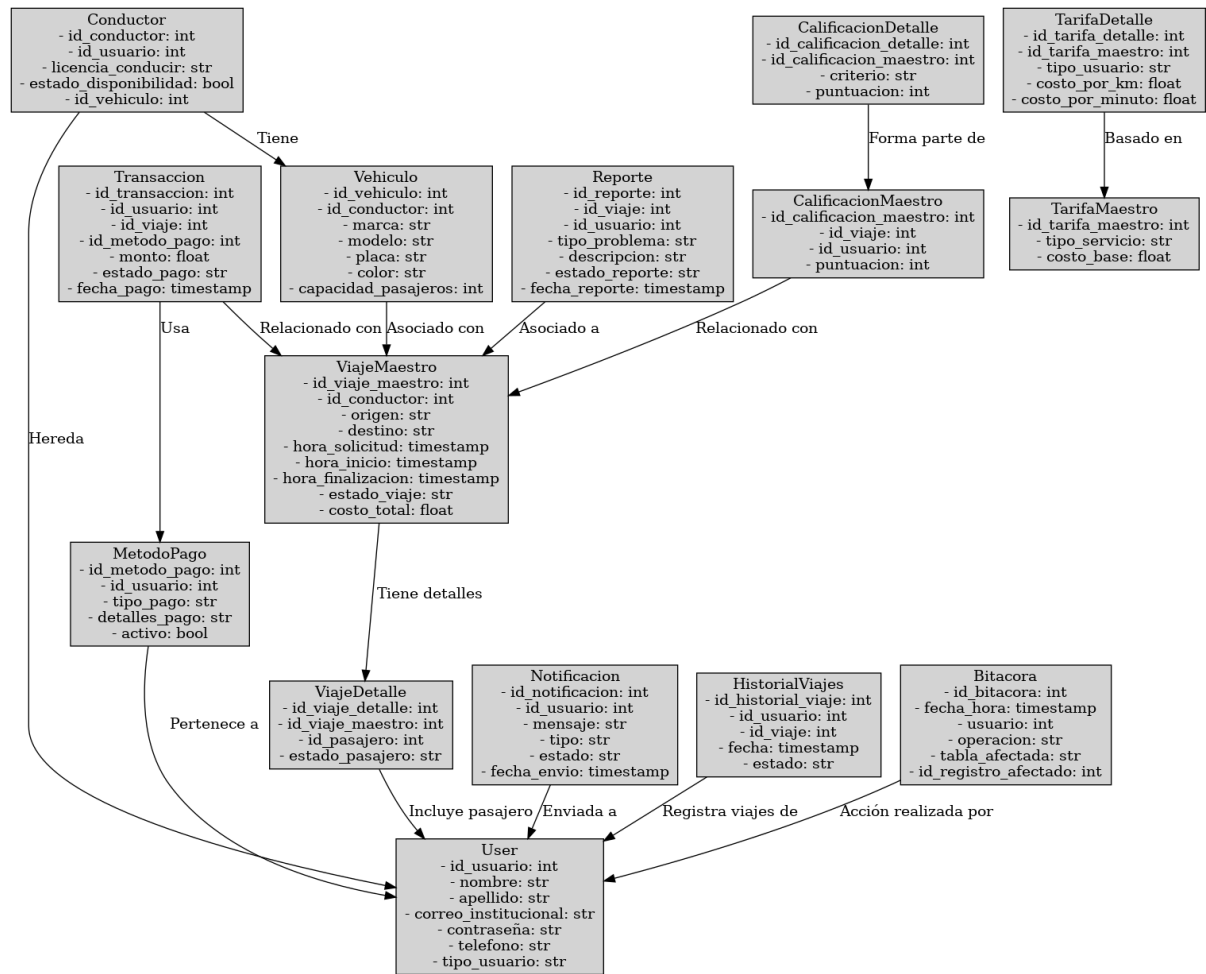 Conductor
- id_conductor: int
- id_usuario: int
- licencia_conducir: str
- estado_disponibilidad: bool
- id_vehiculo: int
CalificacionDetalle
- id_calificacion_detalle: int
- id_calificacion_maestro: int
- criterio: str
- puntuacion: int
TarifaDetalle
- id_tarifa_detalle: int
- id_tarifa_maestro: int
- tipo_usuario: str
- costo_por_km: float
- costo_por_minuto: float
Tiene
Forma parte de
Basado en
Transaccion
- id_transaccion: int
- id_usuario: int
- id_viaje: int
- id_metodo_pago: int
- monto: float
- estado_pago: str
- fecha_pago: timestamp
Vehiculo
- id_vehiculo: int
- id_conductor: int
- marca: str
- modelo: str
- placa: str
- color: str
- capacidad_pasajeros: int
Reporte
- id_reporte: int
- id_viaje: int
- id_usuario: int
- tipo_problema: str
- descripcion: str
- estado_reporte: str
- fecha_reporte: timestamp
CalificacionMaestro
- id_calificacion_maestro: int
- id_viaje: int
- id_usuario: int
- puntuacion: int
TarifaMaestro
- id_tarifa_maestro: int
- tipo_servicio: str
- costo_base: float
Usa
Relacionado con
Asociado con
Asociado a
Relacionado con
ViajeMaestro
- id_viaje_maestro: int
- id_conductor: int
- origen: str
- destino: str
- hora_solicitud: timestamp
- hora_inicio: timestamp
- hora_finalizacion: timestamp
- estado_viaje: str
- costo_total: float
Hereda
MetodoPago
- id_metodo_pago: int
- id_usuario: int
- tipo_pago: str
- detalles_pago: str
- activo: bool
Tiene detalles
Pertenece a
ViajeDetalle
- id_viaje_detalle: int
- id_viaje_maestro: int
- id_pasajero: int
- estado_pasajero: str
Notificacion
- id_notificacion: int
- id_usuario: int
- mensaje: str
- tipo: str
- estado: str
- fecha_envio: timestamp
HistorialViajes
- id_historial_viaje: int
- id_usuario: int
- id_viaje: int
- fecha: timestamp
- estado: str
Bitacora
- id_bitacora: int
- fecha_hora: timestamp
- usuario: int
- operacion: str
- tabla_afectada: str
- id_registro_afectado: int
Incluye pasajero
Enviada a
Registra viajes de
Acción realizada por
User
- id_usuario: int
- nombre: str
- apellido: str
- correo_institucional: str
- contraseña: str
- telefono: str
- tipo_usuario: str